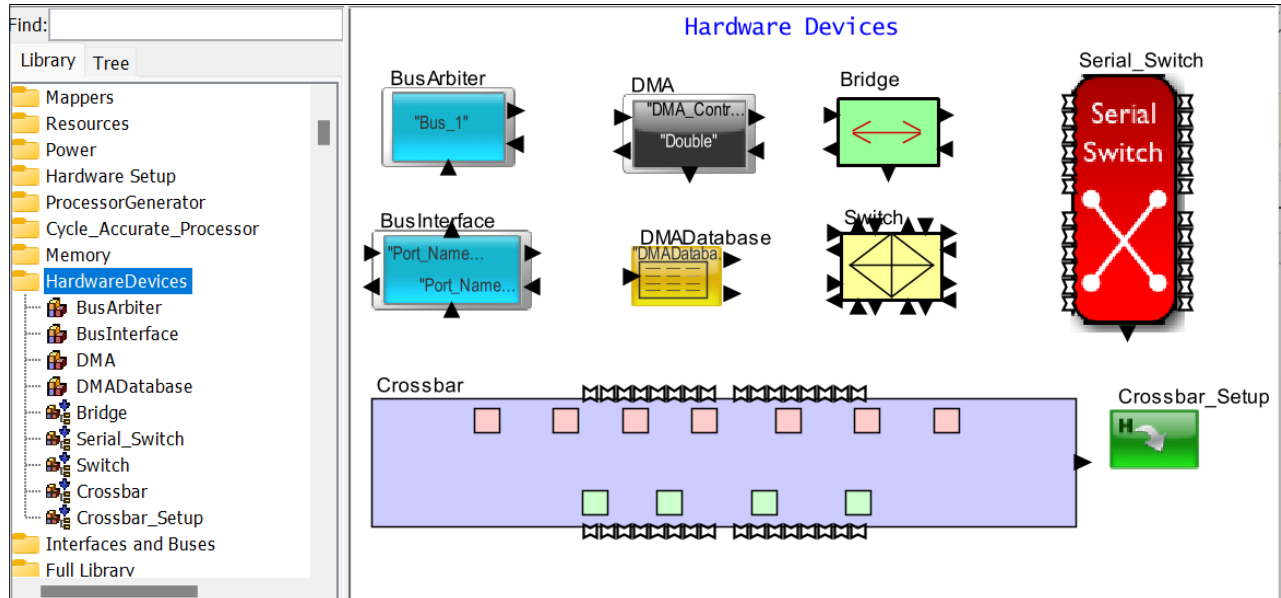 Find:
Library Tree
Mappers
Resources
Power
Hardware Setup
ProcessorGenerator
Cycle_Accurate_Processor
Memory
HardwareDevices
BusArbiter
BusInterface
DMA
DMADatabase
Bridge
Serial_Switch
Switch
Crossbar
Crossbar_Setup
Interfaces and Buses
Full Library
Hardware Devices
BusArbiter
"Bus_1"
DMA
"DMA_Contr...
"Double"
Bridge
Serial_Switch
Serial
Switch
BusInterface
"Port_Name...
"Port_Name...
DMADatabase
"DMADataba...
Switch
Crossbar
Crossbar_Setup
H